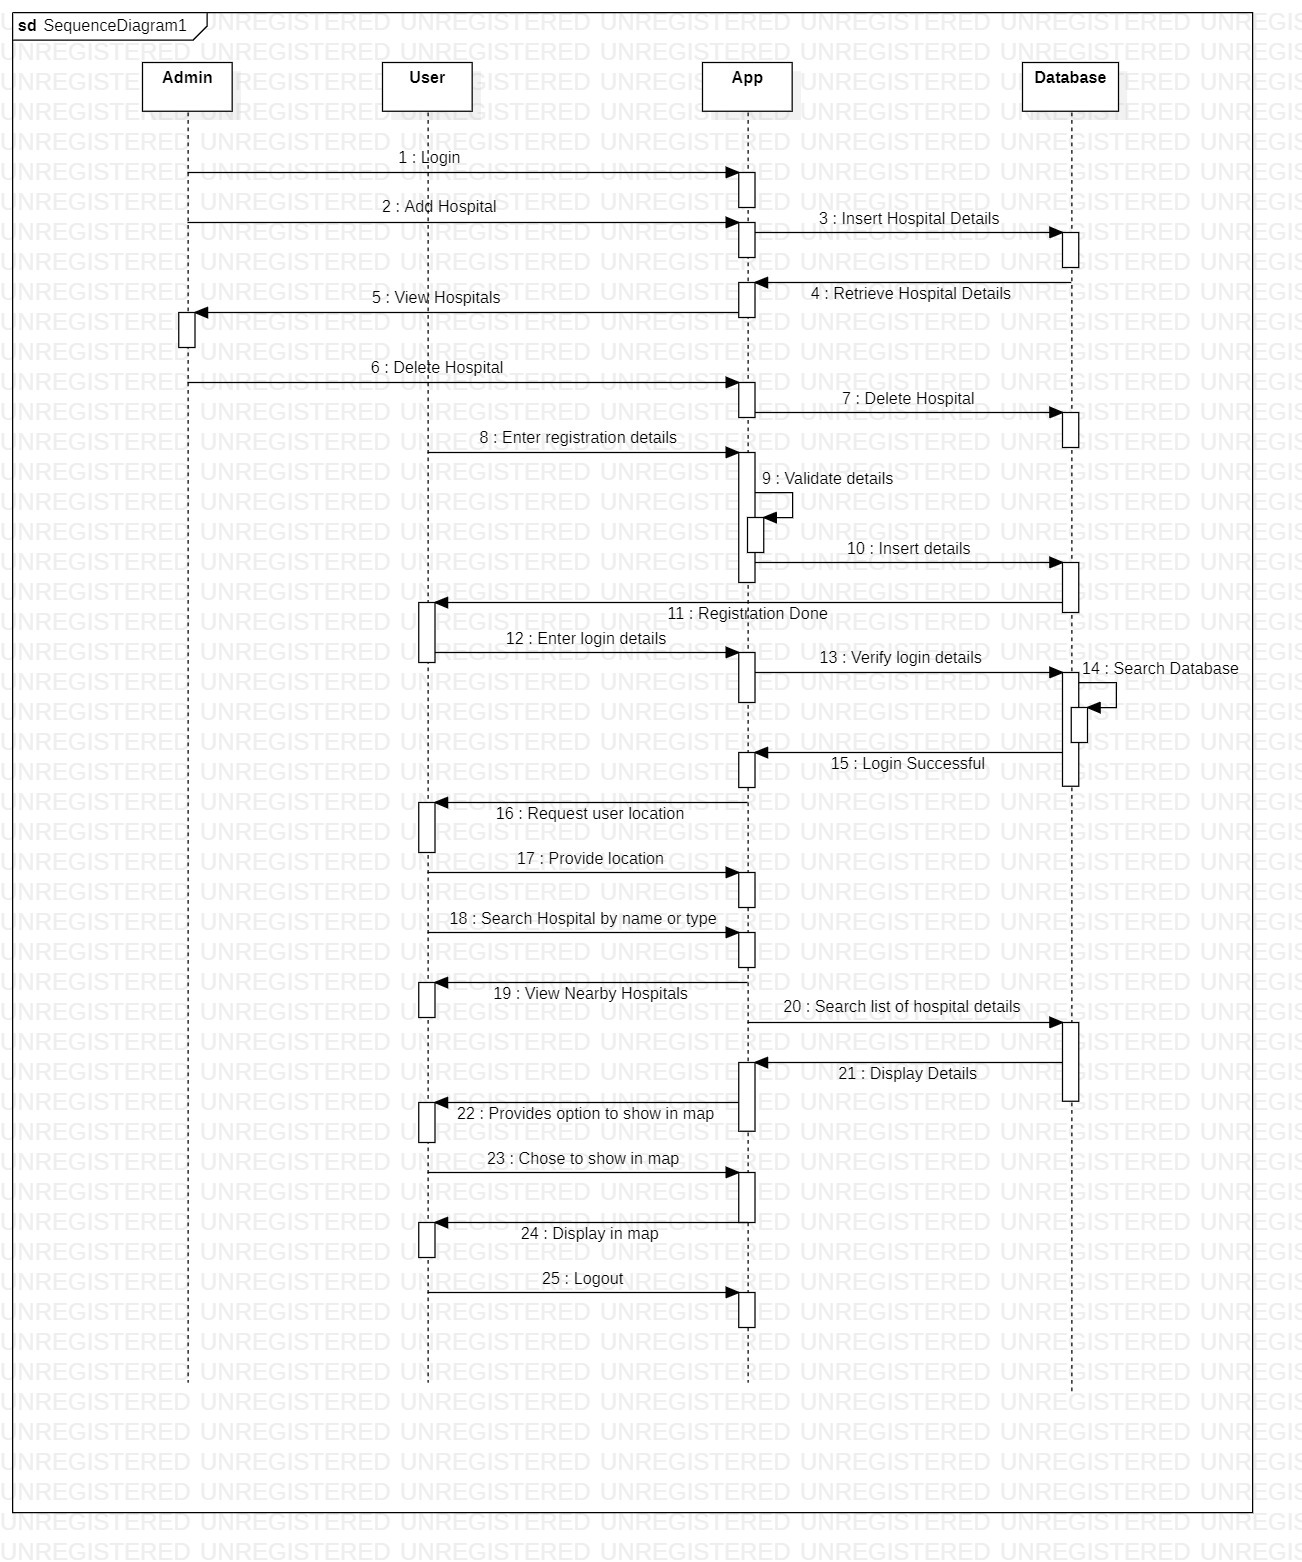 sd SequenceDiagram1
Admin
User
App
Database
1 : Login
2 : Add Hospital
3 : Insert Hospital Details
4 : Retrieve Hospital Details
5 : View Hospitals
6 : Delete Hospital
7 : Delete Hospital
8 : Enter registration details
9 : Validate details
10 : Insert details
11 : Registration Done
12 : Enter login details
13 : Verify login details
14 : Search Database
15 : Login Successful
16 : Request user location
17 : Provide location
18 : Search Hospital by name or type
19 : View Nearby Hospitals
20 : Search list of hospital details
21 : Display Details
22 : Provides option to show in map
23 : Chose to show in map
24 : Display in map
25 : Logout
UNREGISTERED UNREGISTERED UNREGISTERED UNREGISTERED UNREGISTERED UNREGISTERED UNREGIS